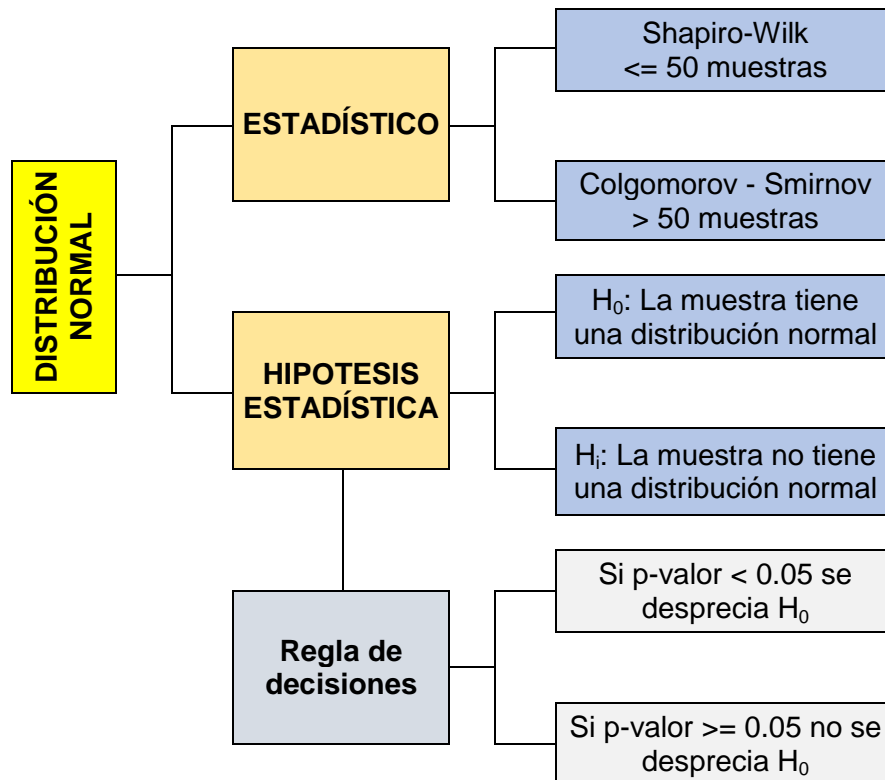 DISTRIBUCIÓN
NORMAL
ESTADÍSTICO
Shapiro-Wilk
<= 50 muestras
Colgomorov - Smirnov
> 50 muestras
HIPOTESIS
ESTADÍSTICA
H₀: La muestra tiene
una distribución normal
Hᵢ: La muestra no tiene
una distribución normal
Regla de
decisiones
Si p-valor < 0.05 se
desprecia H₀
Si p-valor >= 0.05 no se
desprecia H₀